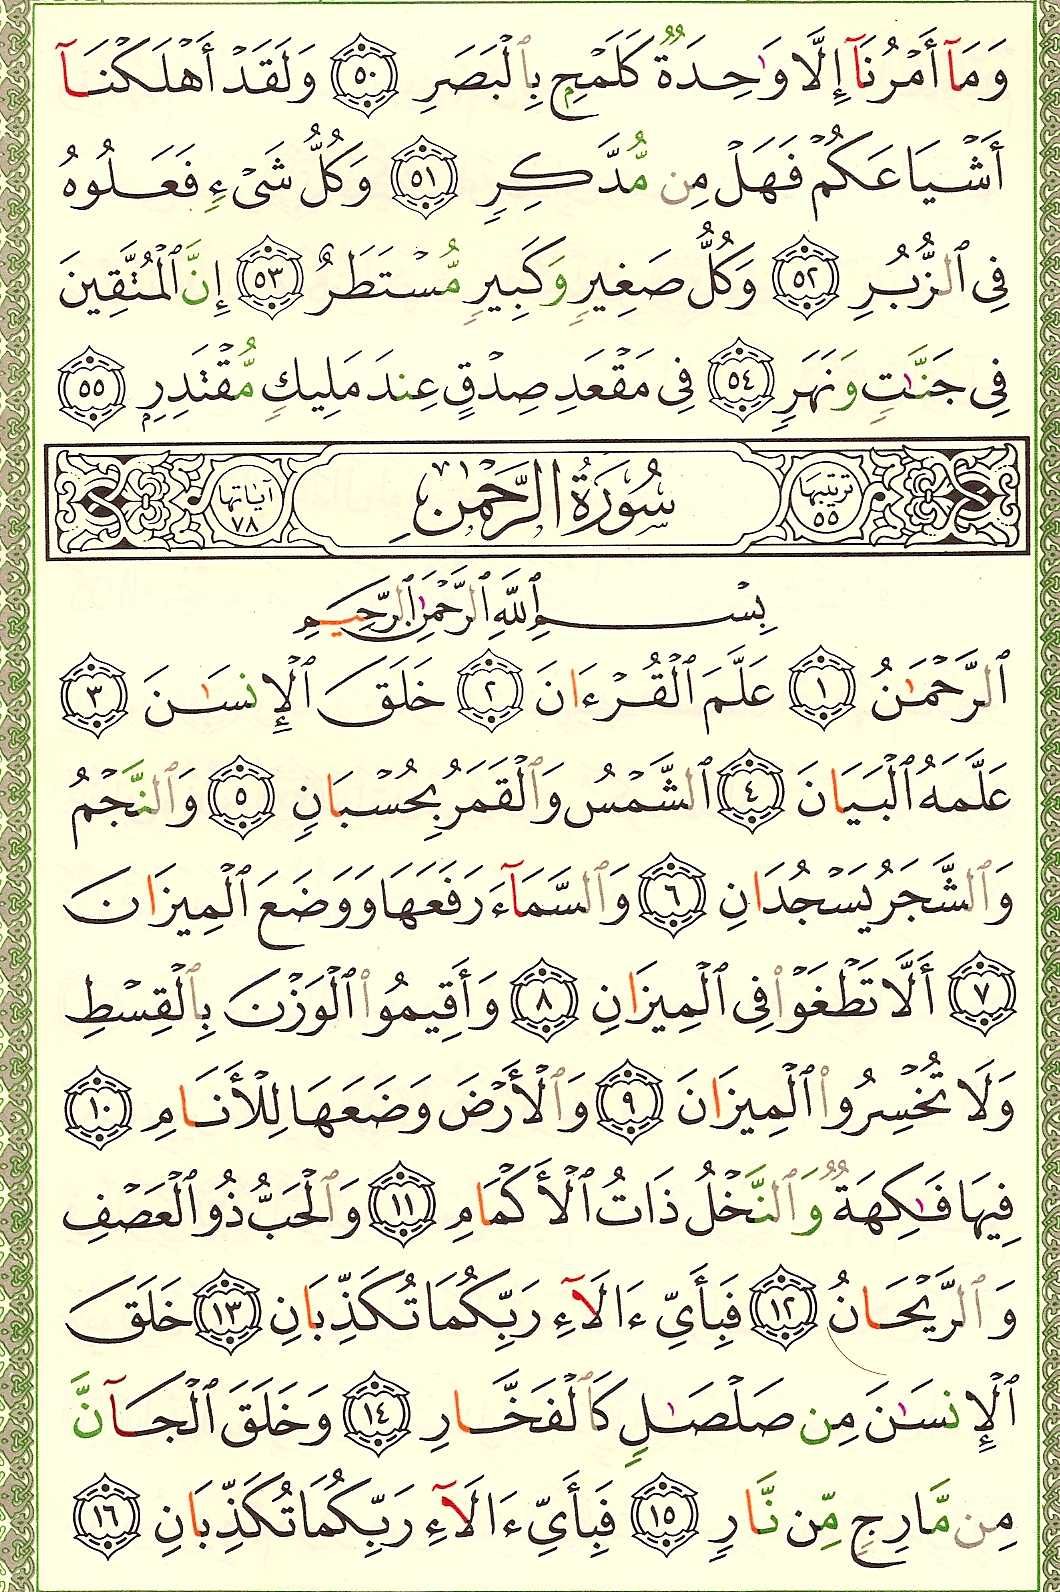 وَمَآ أَمْرُنَآ إِلَّا وَٰحِدَةٌ كَلَمْحٍۭ بِٱلْبَصَرِ ٥٠ وَلَقَدْ أَهْلَكْنَآ
أَشْيَاعَكُمْ فَهَلْ مِن مُّدَّكِرٍ ٥١ وَكُلُّ شَىْءٍ فَعَلُوهُ
فِى ٱلزُّبُرِ ٥٢ وَكُلُّ صَغِيرٍ وَكَبِيرٍ مُّسْتَطَرٌ ٥٣ إِنَّ ٱلْمُتَّقِينَ
فِى جَنَّٰتٍ وَنَهَرٍ ٥٤ فِى مَقْعَدِ صِدْقٍ عِندَ مَلِيكٍ مُّقْتَدِرٍۭ ٥٥
ترتيبها ٥٥ سُورَةُ الرَّحْمٰنِ آياتها ٧٨
بِسْمِ ٱللَّهِ ٱلرَّحْمَٰنِ ٱلرَّحِيمِ
ٱلرَّحْمَٰنُ ١ عَلَّمَ ٱلْقُرْءَانَ ٢ خَلَقَ ٱلْإِنسَٰنَ ٣
عَلَّمَهُ ٱلْبَيَانَ ٤ ٱلشَّمْسُ وَٱلْقَمَرُ بِحُسْبَانٍ ٥ وَٱلنَّجْمُ
وَٱلشَّجَرُ يَسْجُدَانِ ٦ وَٱلسَّمَآءَ رَفَعَهَا وَوَضَعَ ٱلْمِيزَانَ
٧ أَلَّا تَطْغَوْا۟ فِى ٱلْمِيزَانِ ٨ وَأَقِيمُوا۟ ٱلْوَزْنَ بِٱلْقِسْطِ
وَلَا تُخْسِرُوا۟ ٱلْمِيزَانَ ٩ وَٱلْأَرْضَ وَضَعَهَا لِلْأَنَامِ ١٠
فِيهَا فَٰكِهَةٌ وَٱلنَّخْلُ ذَاتُ ٱلْأَكْمَامِ ١١ وَٱلْحَبُّ ذُو ٱلْعَصْفِ
وَٱلرَّيْحَانُ ١٢ فَبِأَىِّ ءَالَآءِ رَبِّكُمَا تُكَذِّبَانِ ١٣ خَلَقَ
ٱلْإِنسَٰنَ مِن صَلْصَٰلٍ كَٱلْفَخَّارِ ١٤ وَخَلَقَ ٱلْجَآنَّ
مِن مَّارِجٍ مِّن نَّارٍ ١٥ فَبِأَىِّ ءَالَآءِ رَبِّكُمَا تُكَذِّبَانِ ١٦